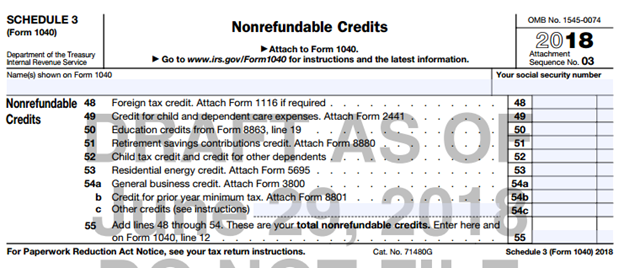 SCHEDULE 3
(Form 1040)
Department of the Treasury
Internal Revenue Service
Nonrefundable Credits
▶ Attach to Form 1040.
▶ Go to www.irs.gov/Form1040 for instructions and the latest information.
OMB No. 1545-0074
2018
Attachment
Sequence No. 03
Name(s) shown on Form 1040
Your social security number
Nonrefundable
Credits
48 Foreign tax credit. Attach Form 1116 if required . . . . . . . . . . . 48
49 Credit for child and dependent care expenses. Attach Form 2441 . . . . . . 49
50 Education credits from Form 8863, line 19 . . . . . . . . . . . . 50
51 Retirement savings contributions credit. Attach Form 8880 . . . . . . . . 51
52 Child tax credit and credit for other dependents . . . . . . . . . . . 52
53 Residential energy credit. Attach Form 5695 . . . . . . . . . . . . 53
54a General business credit. Attach Form 3800 . . . . . . . . . . . . 54a
b Credit for prior year minimum tax. Attach Form 8801 . . . . . . . . . 54b
c Other credits (see instructions) 54c
55 Add lines 48 through 54. These are your total nonrefundable credits. Enter here and
on Form 1040, line 12 . . . . . . . . . . . . . . . . . . 55
DRAFT AS OF
June 29, 2018
DO NOT FILE
For Paperwork Reduction Act Notice, see your tax return instructions.
Cat. No. 71480G
Schedule 3 (Form 1040) 2018